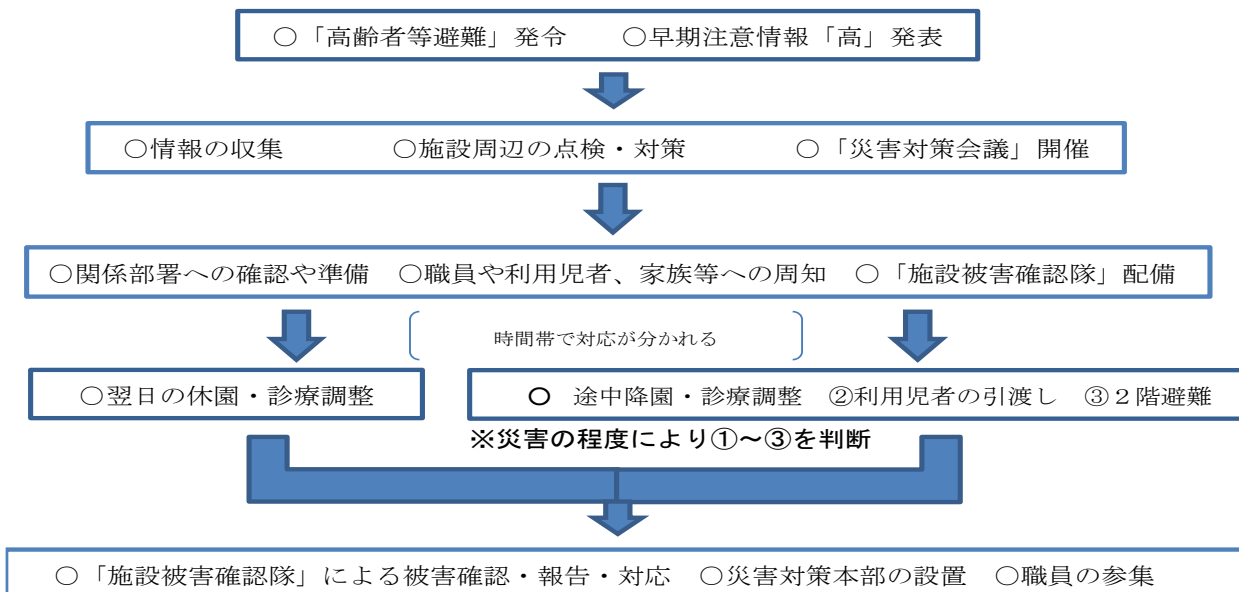 ○「高齢者等避難」発令　○早期注意情報「高」発表
○情報の収集　○施設周辺の点検・対策　○「災害対策会議」開催
○関係部署への確認や準備　○職員や利用児者、家族等への周知　○「施設被害確認隊」配備
時間帯で対応が分かれる
○翌日の休園・診療調整
○ 途中降園・診療調整　②利用児者の引渡し　③２階避難
※災害の程度により①～③を判断
○「施設被害確認隊」による被害確認・報告・対応　○災害対策本部の設置　○職員の参集